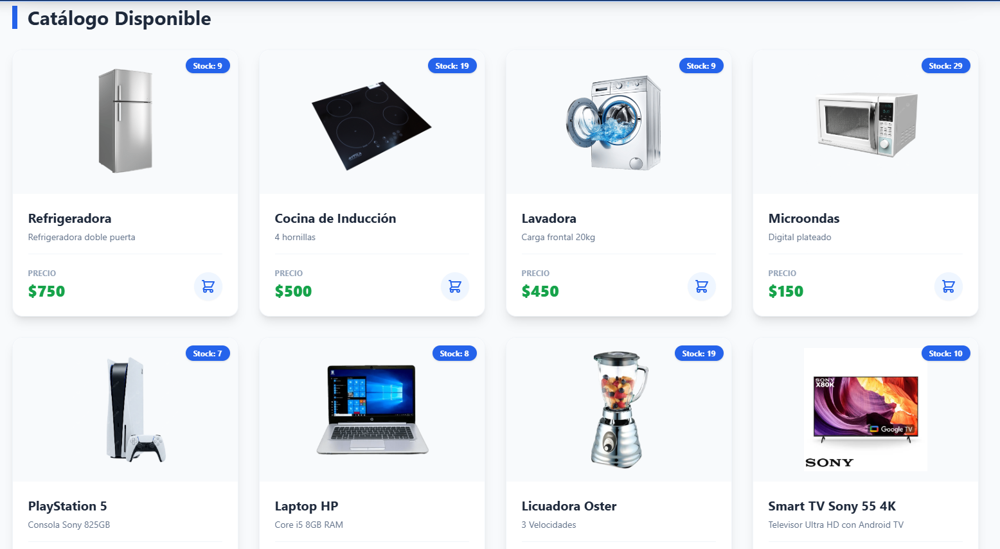 Catálogo Disponible
Stock: 9
Refrigeradora
Refrigeradora doble puerta
PRECIO
$750
Stock: 19
Cocina de Inducción
4 hornillas
PRECIO
$500
Stock: 9
Lavadora
Carga frontal 20kg
PRECIO
$450
Stock: 29
Microondas
Digital plateado
PRECIO
$150
Stock: 7
PlayStation 5
Consola Sony 825GB
Stock: 8
Laptop HP
Core i5 8GB RAM
Stock: 19
Licuadora Oster
3 Velocidades
Stock: 10
SONY
X80K
Google TV
SONY
Smart TV Sony 55 4K
Televisor Ultra HD con Android TV